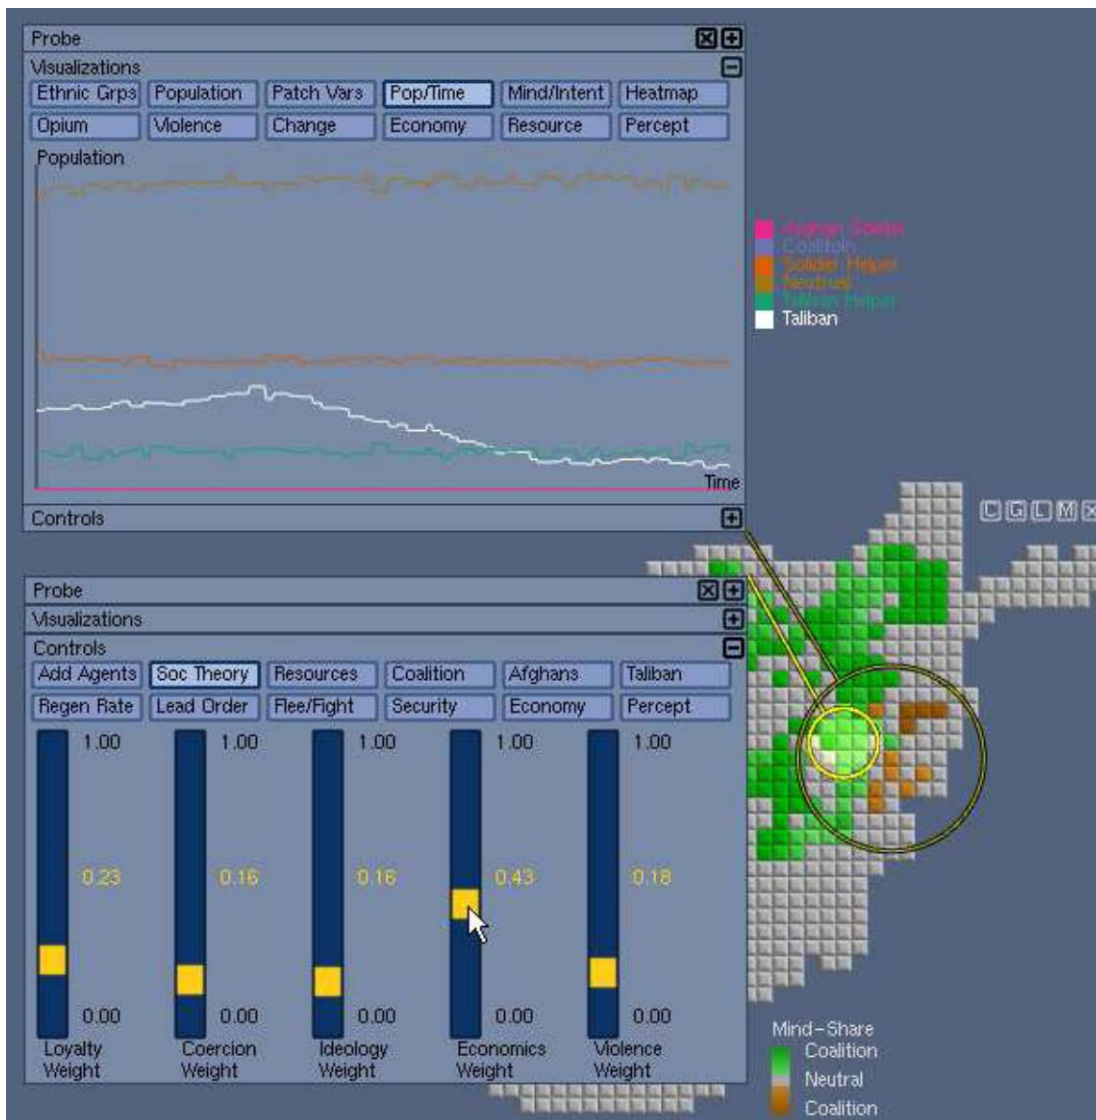 Probe
Visualizations
Ethnic Grps Population Patch Vars Pop/Time Mind/Intent Heatmap
Opium Violence Change Economy Resource Percept
Population
Afghan Soldier
Coalitoin
Solider Helper
Neutrual
Taliban Helper
Taliban
Time
Controls
C G L M X
Probe
Visualizations
Controls
Add Agents Soc Theory Resources Coalition Afghans Taliban
Regen Rate Lead Order Flee/Fight Security Economy Percept
1.00 1.00 1.00 1.00 1.00
0.23 0.16 0.16 0.43 0.18
0.00 0.00 0.00 0.00 0.00
Loyalty Coercion Ideology Economics Violence
Weight Weight Weight Weight Weight
Mind-Share
Coalition
Neutral
Coalition